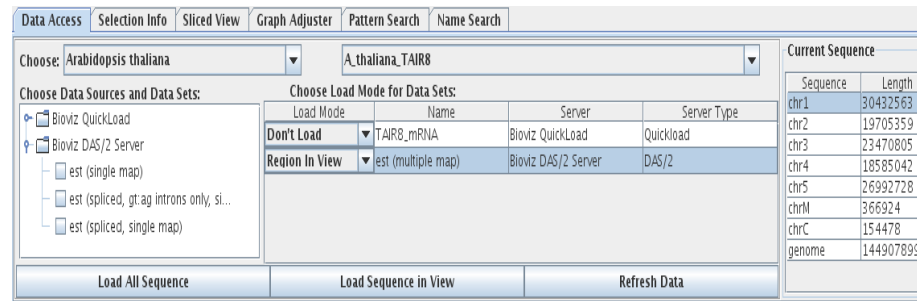 Data Access Selection Info Sliced View Graph Adjuster Pattern Search Name Search
Choose: Arabidopsis thaliana A_thaliana_TAIR8
Choose Data Sources and Data Sets:
Bioviz QuickLoad
Bioviz DAS/2 Server
est (single map)
est (spliced, gt:ag introns only, si...
est (spliced, single map)
Choose Load Mode for Data Sets:
Load Mode Name Server Server Type
Don't Load TAIR8_mRNA Bioviz QuickLoad Quickload
Region In View est (multiple map) Bioviz DAS/2 Server DAS/2
Load All Sequence Load Sequence in View Refresh Data
Current Sequence
Sequence Length
chr1 30432563
chr2 19705359
chr3 23470805
chr4 18585042
chr5 26992728
chrM 366924
chrC 154478
genome 144907899